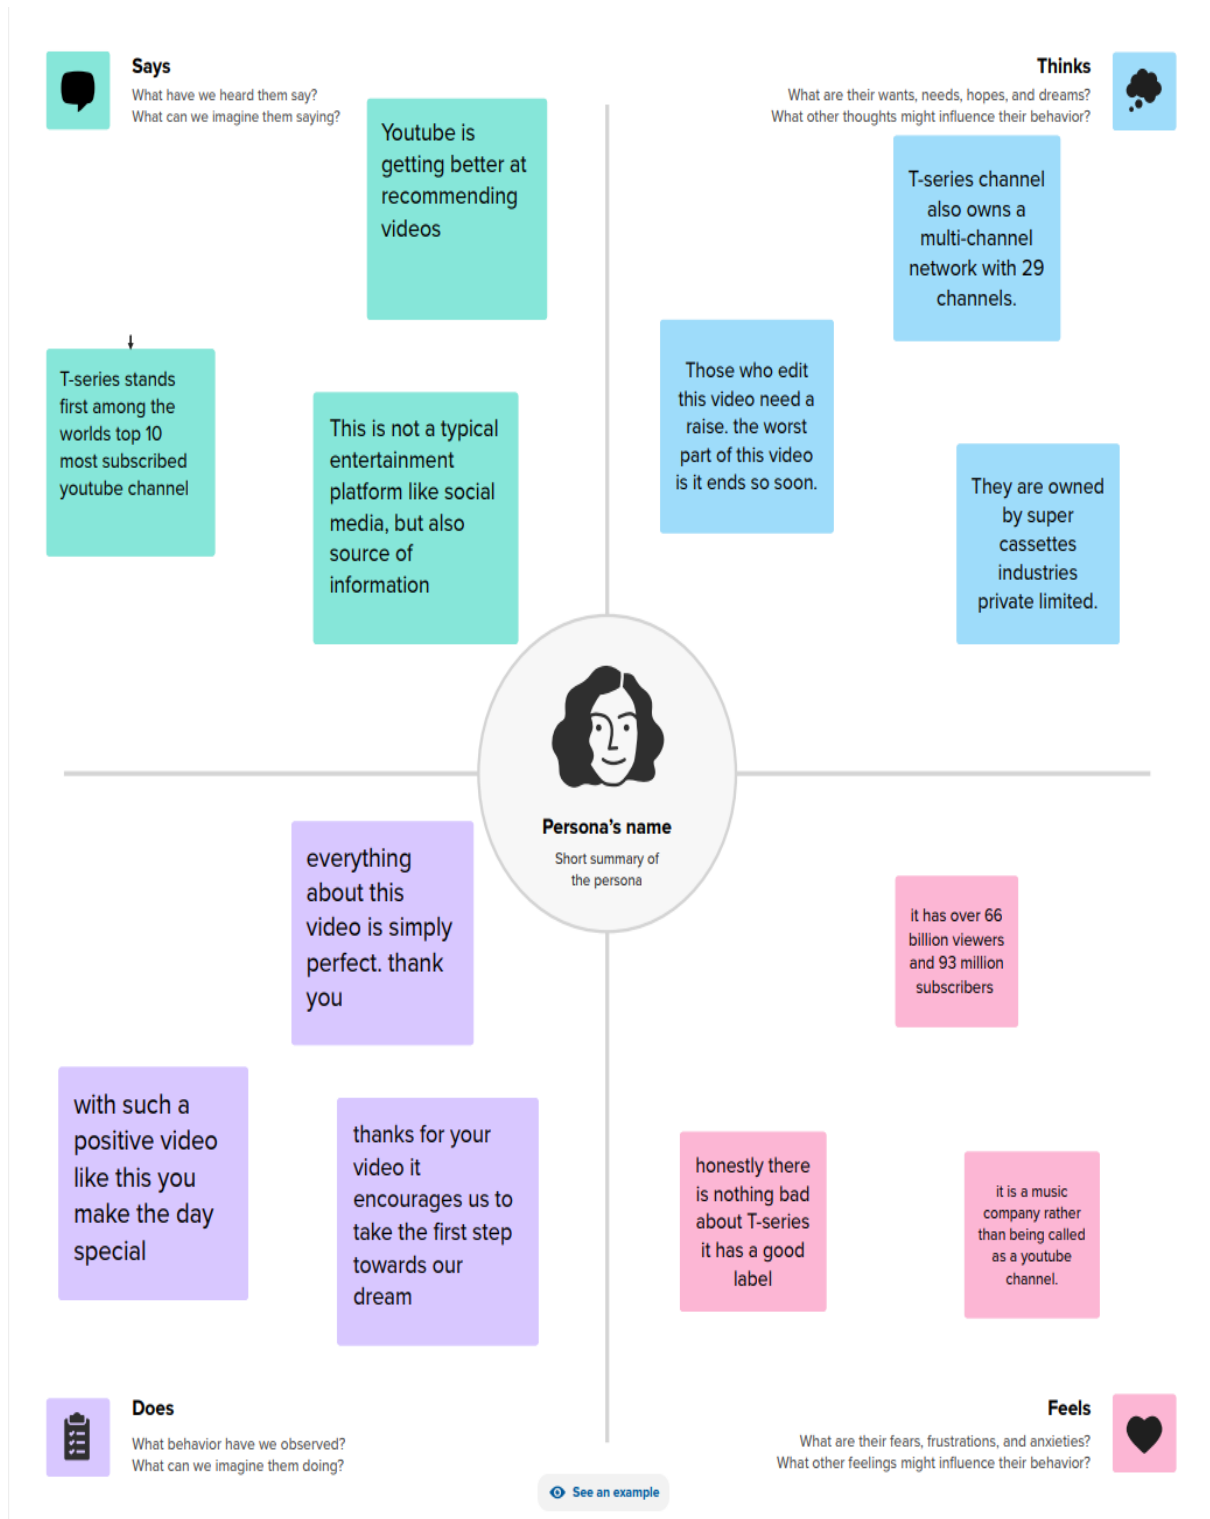 Says
What have we heard them say?
What can we imagine them saying?
Youtube is
getting better at
recommending
videos
T-series stands
first among the
worlds top 10
most subscribed
youtube channel
This is not a typical
entertainment
platform like social
media, but also
source of
information
Thinks
What are their wants, needs, hopes, and dreams?
What other thoughts might influence their behavior?
T-series channel
also owns a
multi-channel
network with 29
channels.
Those who edit
this video need a
raise. the worst
part of this video
is it ends so soon.
They are owned
by super
cassettes
industries
private limited.
Persona's name
Short summary of
the persona
everything
about this
video is simply
perfect. thank
you
with such a
positive video
like this you
make the day
special
thanks for your
video it
encourages us to
take the first step
towards our
dream
Does
What behavior have we observed?
What can we imagine them doing?
it has over 66
billion viewers
and 93 million
subscribers
honestly there
is nothing bad
about T-series
it has a good
label
it is a music
company rather
than being called
as a youtube
channel.
Feels
What are their fears, frustrations, and anxieties?
What other feelings might influence their behavior?
See an example